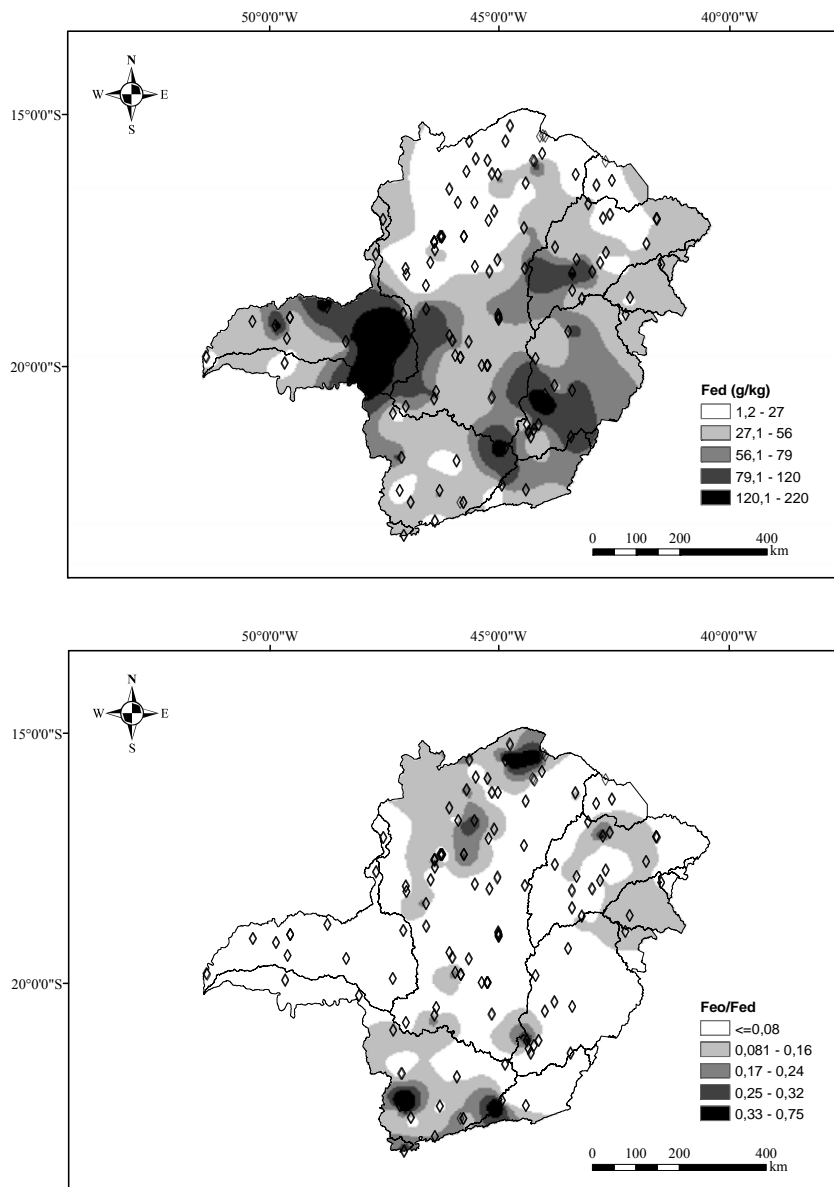 50°0'0"W 45°0'0"W 40°0'0"W
N
W E
S
15°0'0"S
20°0'0"S
Fed (g/kg)
1,2 - 27
27,1 - 56
56,1 - 79
79,1 - 120
120,1 - 220
0 100 200 400
km
50°0'0"W 45°0'0"W 40°0'0"W
N
W E
S
15°0'0"S
20°0'0"S
Feo/Fed
<=0,08
0,081 - 0,16
0,17 - 0,24
0,25 - 0,32
0,33 - 0,75
0 100 200 400
km